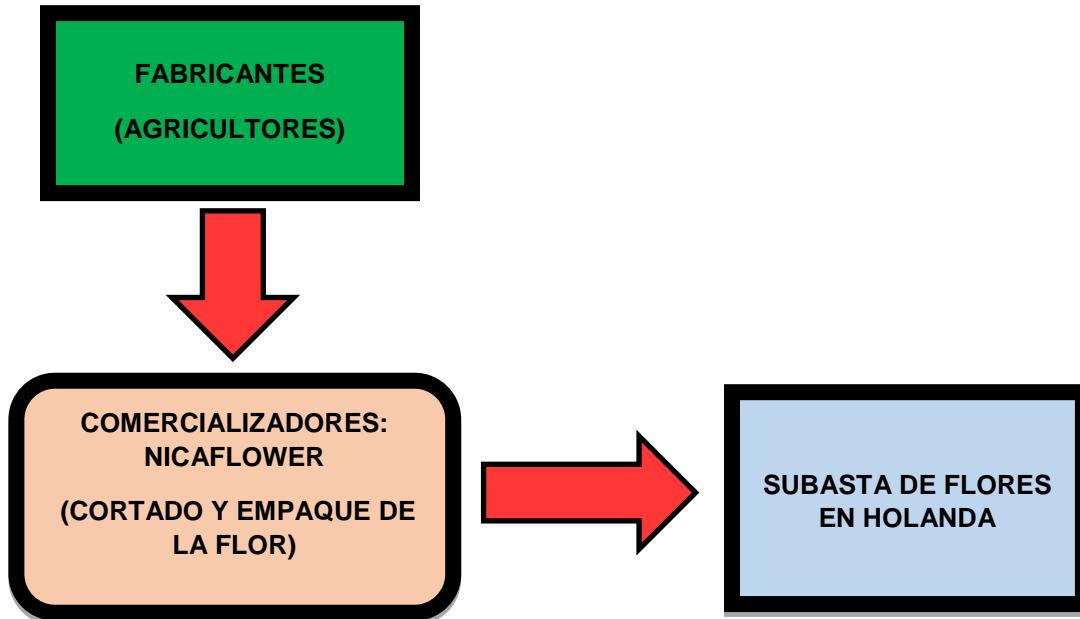 FABRICANTES
(AGRICULTORES)
COMERCIALIZADORES:
NICAFLOWER
(CORTADO Y EMPAQUE DE
LA FLOR)
SUBASTA DE FLORES
EN HOLANDA